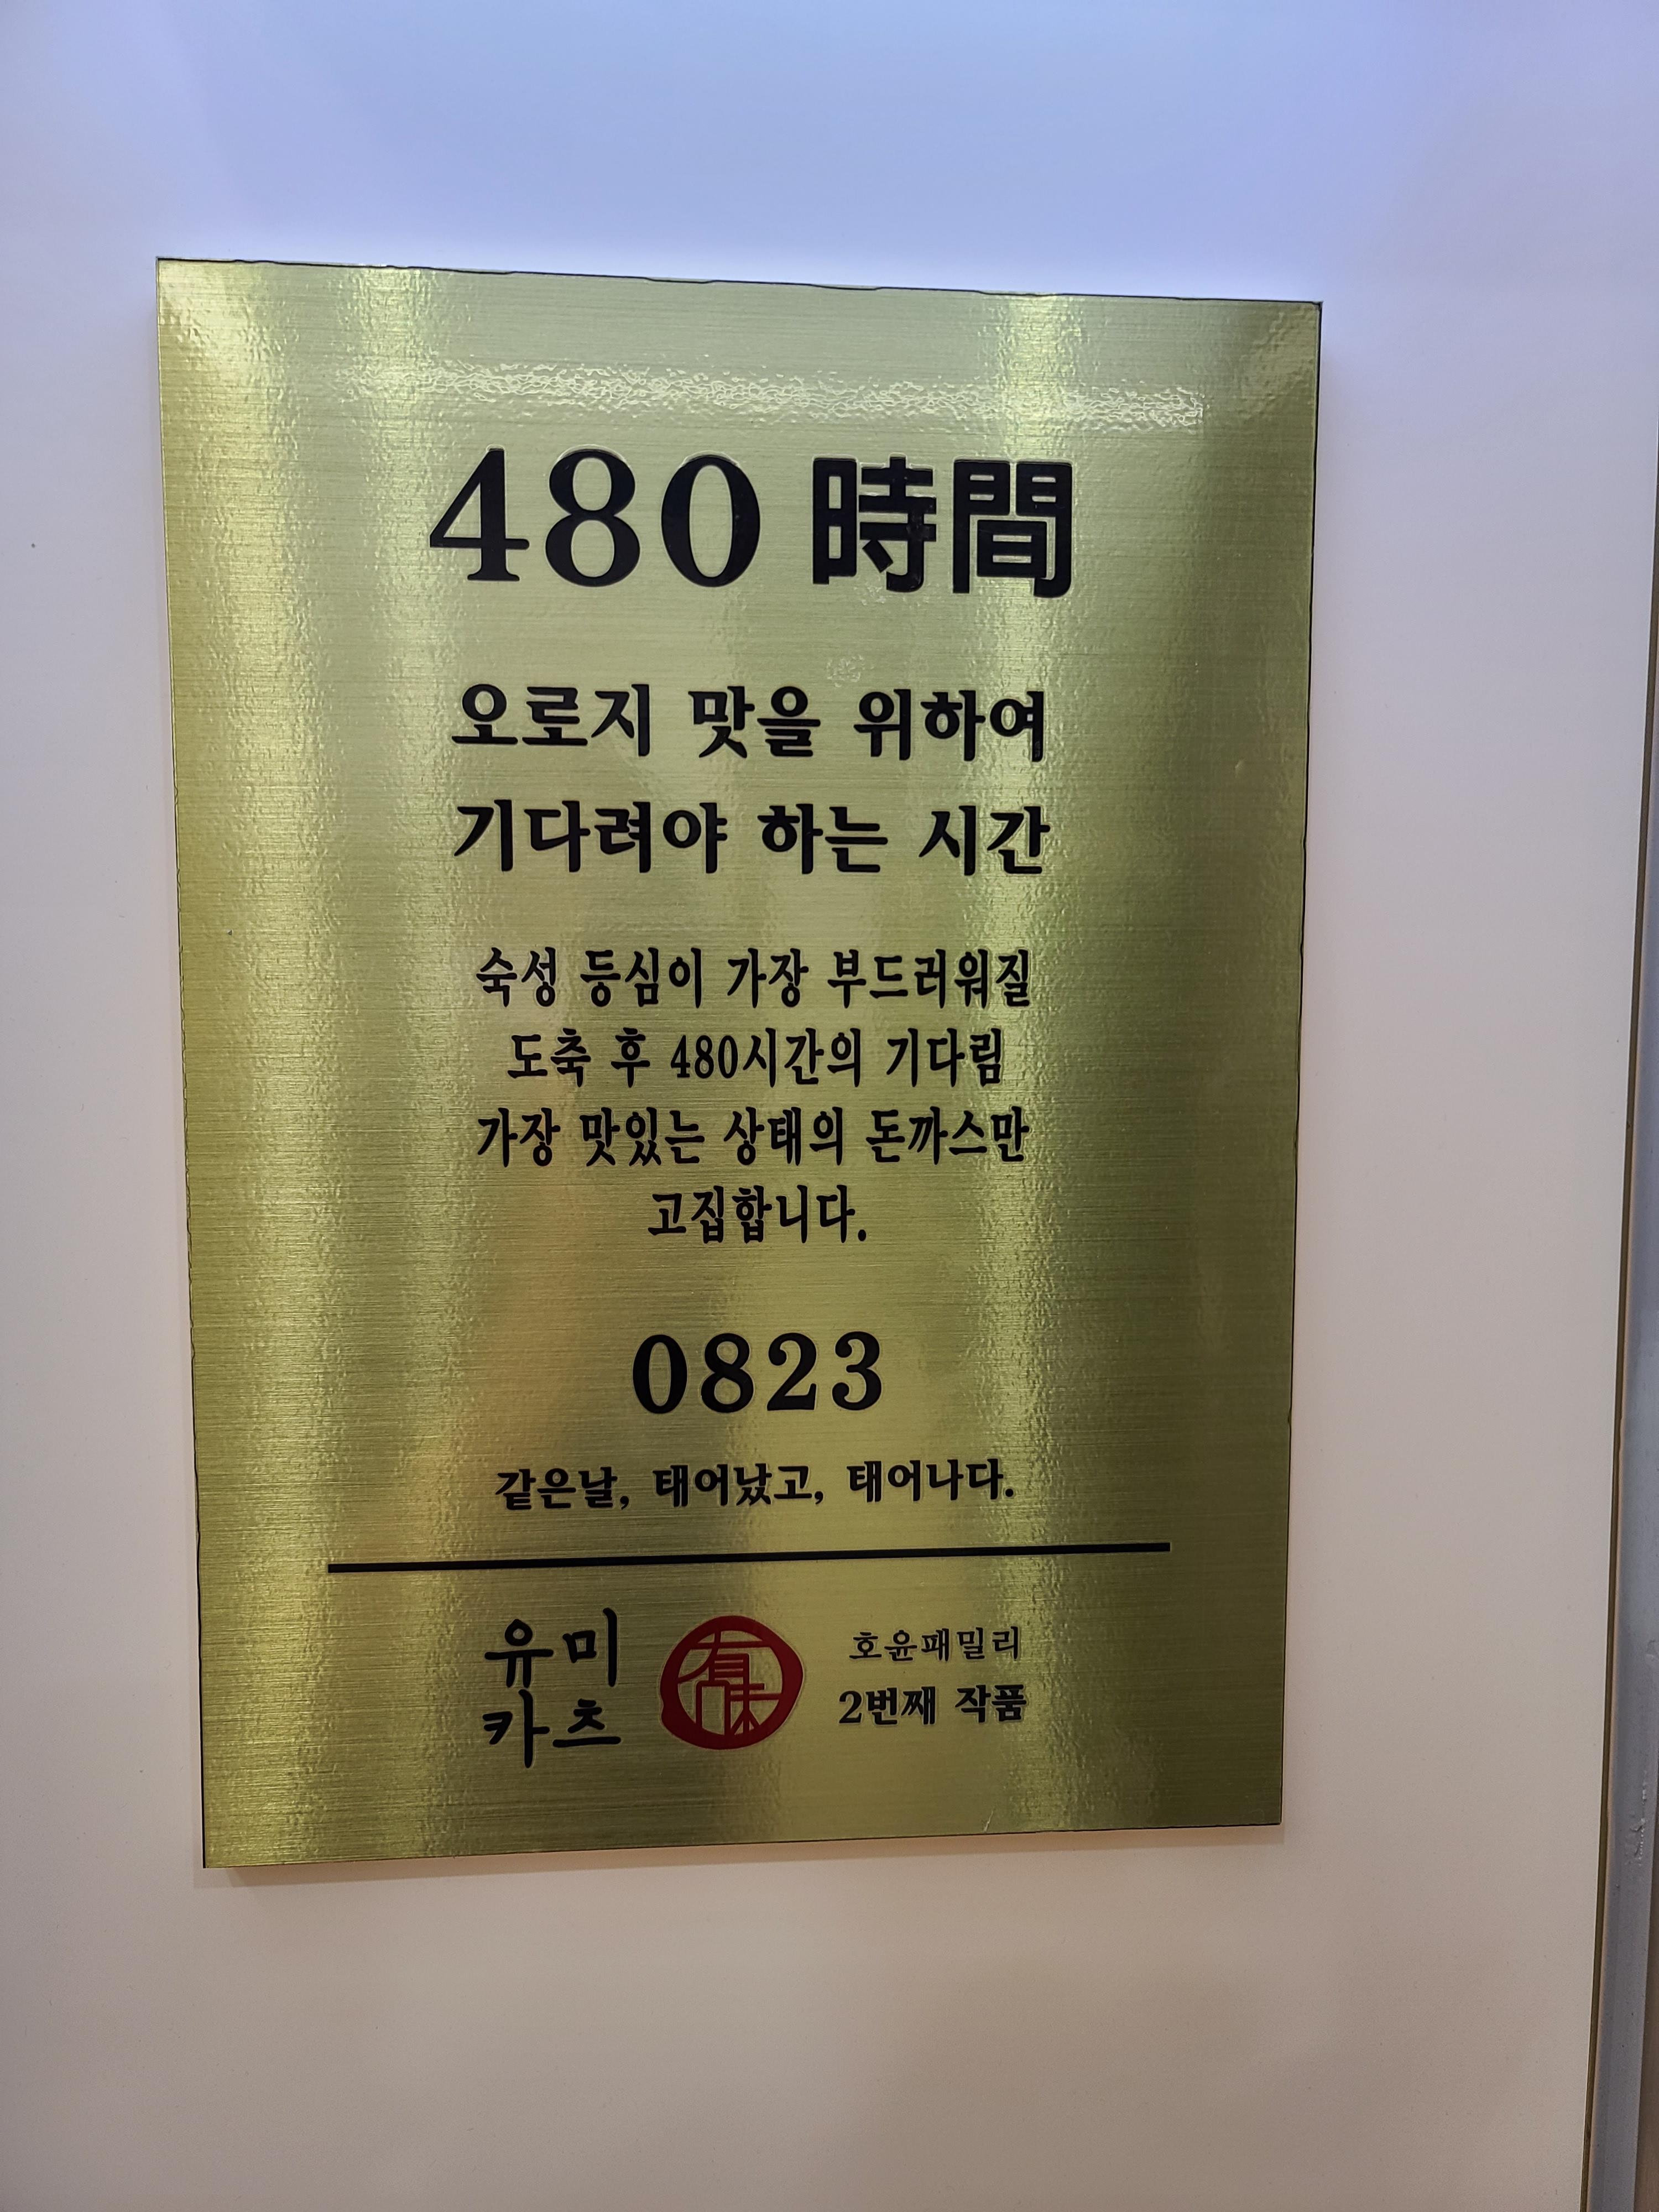 480 時間
오로지 맛을 위하여
기다려야 하는 시간
숙성 등심이 가장 부드러워질
도축 후 480시간의 기다림
가장 맛있는 상태의 돈까스만
고집합니다.
0823
같은날, 태어났고, 태어나다.
유미
카츠
有味
호윤패밀리
2번째 작품